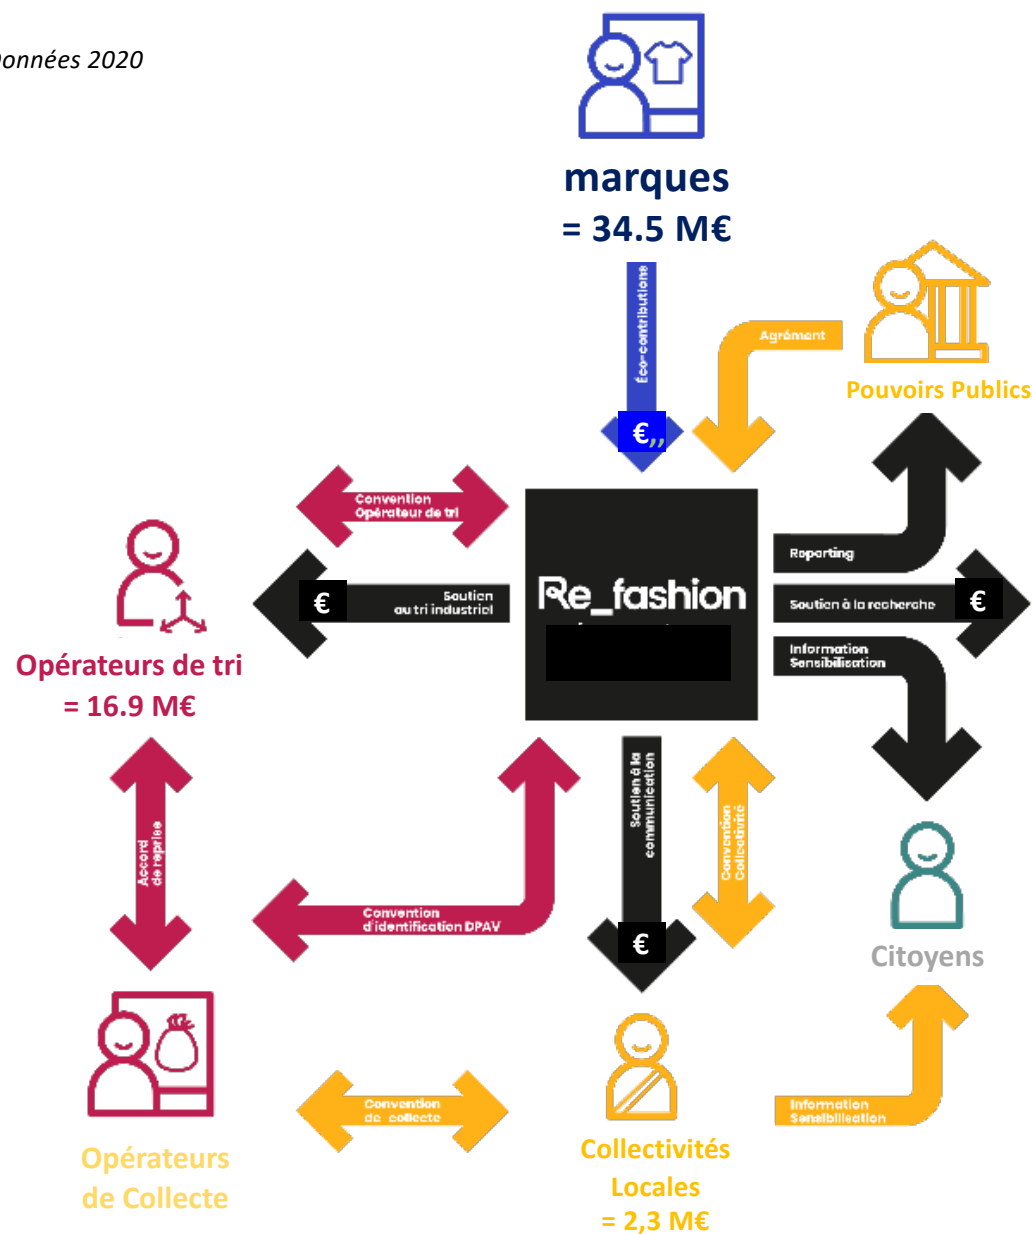 onnées 2020
marques
= 34.5 M€
Éco-contributions
€,,
Agrément
Pouvoirs Publics
Convention
Opérateur de tri
Soutien
au tri industriel
€
Re_fashion
Reporting
Soutien à la recherche
€
Information
Sensibilisation
Opérateurs de tri
= 16.9 M€
Accord
de reprise
Convention
d'identification DPAV
Soutien à la
communication
€
Convention
Collectivité
Citoyens
Convention
de collecte
Information
Sensibilisation
Opérateurs
de Collecte
Collectivités
Locales
= 2,3 M€